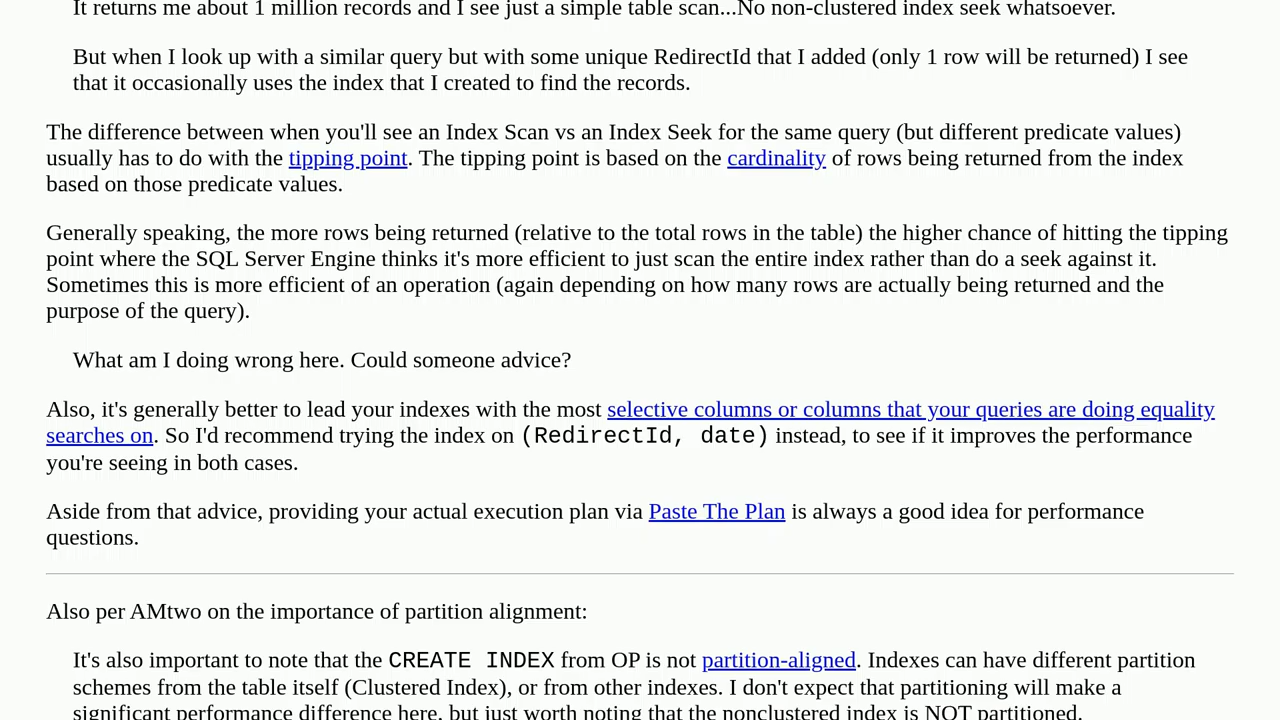 It returns me about 1 million records and I see just a simple table scan...No non-clustered index seek whatsoever.
But when I look up with a similar query but with some unique RedirectId that I added (only 1 row will be returned) I see
that it occasionally uses the index that I created to find the records.
The difference between when you'll see an Index Scan vs an Index Seek for the same query (but different predicate values)
usually has to do with the tipping point. The tipping point is based on the cardinality of rows being returned from the index
based on those predicate values.
Generally speaking, the more rows being returned (relative to the total rows in the table) the higher chance of hitting the tipping
point where the SQL Server Engine thinks it's more efficient to just scan the entire index rather than do a seek against it.
Sometimes this is more efficient of an operation (again depending on how many rows are actually being returned and the
purpose of the query).
What am I doing wrong here. Could someone advice?
Also, it's generally better to lead your indexes with the most selective columns or columns that your queries are doing equality
searches on. So I'd recommend trying the index on (RedirectId, date) instead, to see if it improves the performance
you're seeing in both cases.
Aside from that advice, providing your actual execution plan via Paste The Plan is always a good idea for performance
questions.
Also per AMtwo on the importance of partition alignment:
It's also important to note that the CREATE INDEX from OP is not partition-aligned. Indexes can have different partition
schemes from the table itself (Clustered Index), or from other indexes. I don't expect that partitioning will make a
significant performance difference here, but just worth noting that the nonclustered index is NOT partitioned.